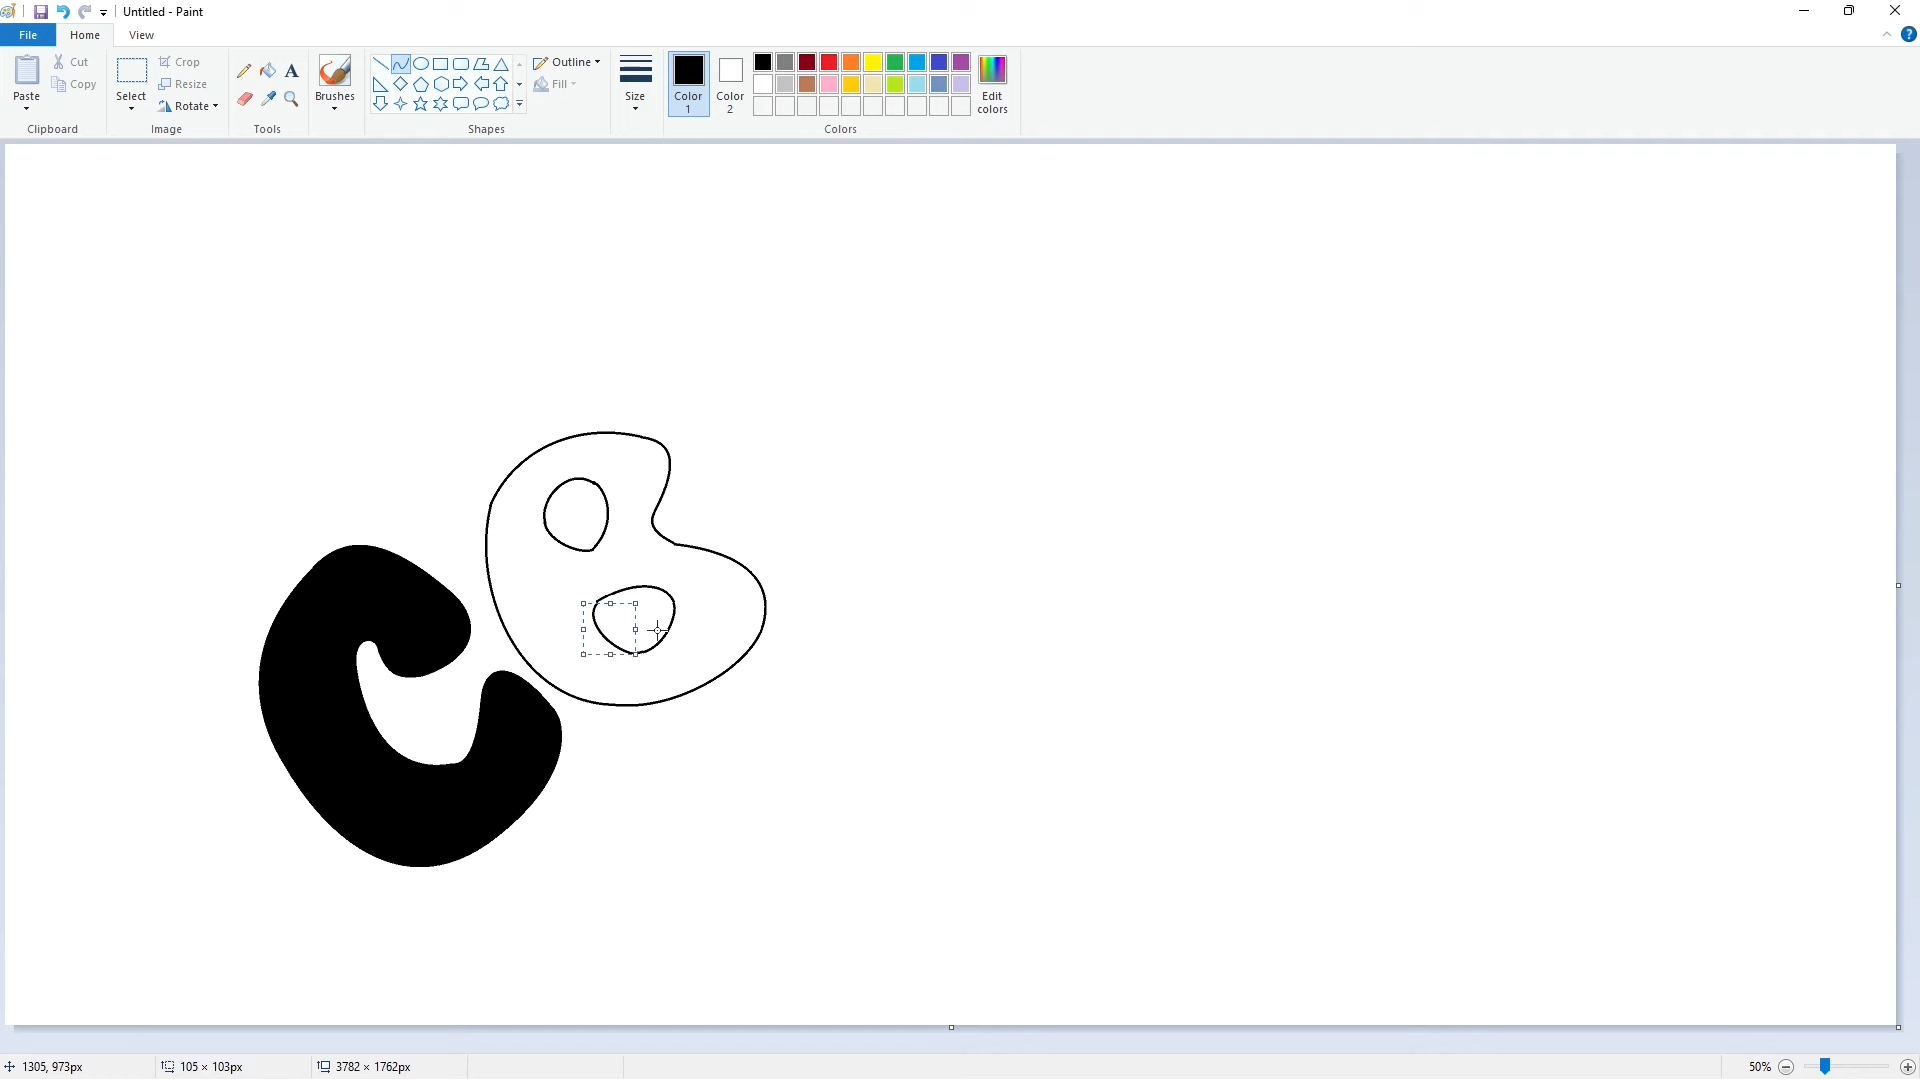 Untitled - Paint
File Home View
Paste
Cut
Copy
Clipboard
Select
Crop
Resize
Rotate
Image
A
Tools
Brushes
Outline
Fill
Shapes
Size
Color 1
Color 2
Edit colors
Colors
?
C B
1305, 973px 105 × 103px 3782 × 1762px 50%